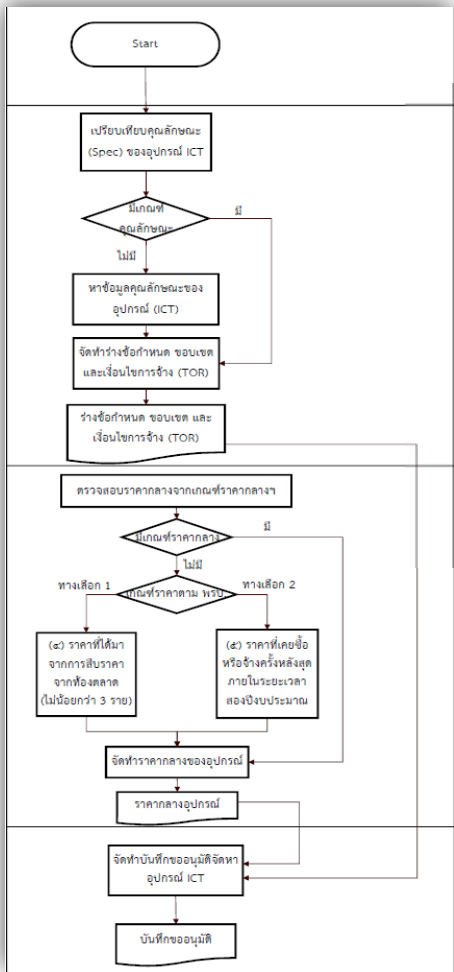 Start
เปรียบเทียบคุณลักษณะ
(Spec) ของอุปกรณ์ ICT
มีเกณฑ์
คุณลักษณะ
มี
ไม่มี
หาข้อมูลคุณลักษณะของ
อุปกรณ์ (ICT)
จัดทำร่างข้อกำหนด ขอบเขต
และเงื่อนไขการจ้าง (TOR)
ร่างข้อกำหนด ขอบเขต และ
เงื่อนไขการจ้าง (TOR)
ตรวจสอบราคากลางจากเกณฑ์ราคากลางฯ
มีเกณฑ์ราคากลาง
มี
ไม่มี
ทางเลือก 1
เกณฑ์ราคาตาม พรบ.
ทางเลือก 2
(๔) ราคาที่ได้มา
จากการสืบราคา
จากท้องตลาด
(ไม่น้อยกว่า 3 ราย)
(๕) ราคาที่เคยซื้อ
หรือจ้างครั้งหลังสุด
ภายในระยะเวลา
สองปีงบประมาณ
จัดทำราคากลางของอุปกรณ์
ราคากลางอุปกรณ์
จัดทำบันทึกขออนุมัติจัดหา
อุปกรณ์ ICT
บันทึกขออนุมัติ